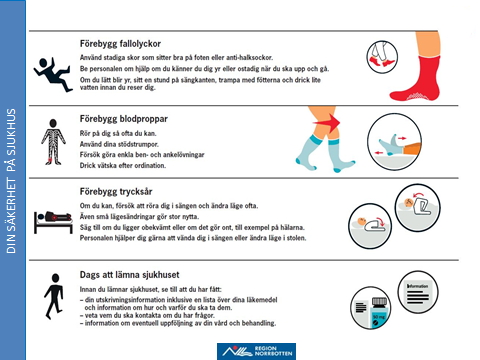 DIN SÄKERHET PÅ SJUKHUS
Förebygg fallolyckor
Använd stadiga skor som sitter bra på foten eller anti-halksockor.
Be personalen om hjälp om du känner du dig yr eller ostadig när du ska upp och gå.
Om du lätt blir yr, sitt en stund på sängkanten, trampa med fötterna och drick lite
vatten innan du reser dig.
Förebygg blodproppar
Rör på dig så ofta du kan.
Använd dina stödstrumpor.
Försök göra enkla ben- och ankelövningar
Drick vätska efter ordination.
Förebygg trycksår
Om du kan, försök att röra dig i sängen och ändra läge ofta.
Även små lägesändringar gör stor nytta.
Säg till om du ligger obekvämt eller om det gör ont, till exempel på hälarna.
Personalen hjälper dig gärna att vända dig i sängen eller ändra läge i stolen.
Dags att lämna sjukhuset
Innan du lämnar sjukhuset, se till att du har fått:
– din utskrivningsinformation inklusive en lista över dina läkemedel
och information om hur och varför du ska ta dem.
– veta vem du ska kontakta om du har frågor.
– information om eventuell uppföljning av din vård och behandling.
Information
REGION
NORRBOTTEN